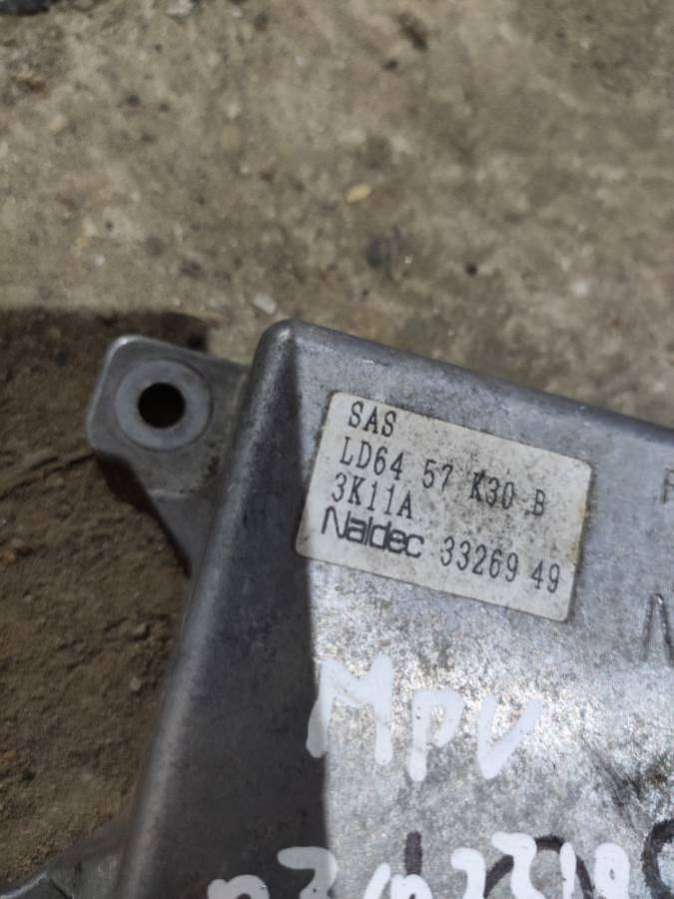 SAS
LD64 57 K30 B
3K11A
Naldec 33269 49
MPV